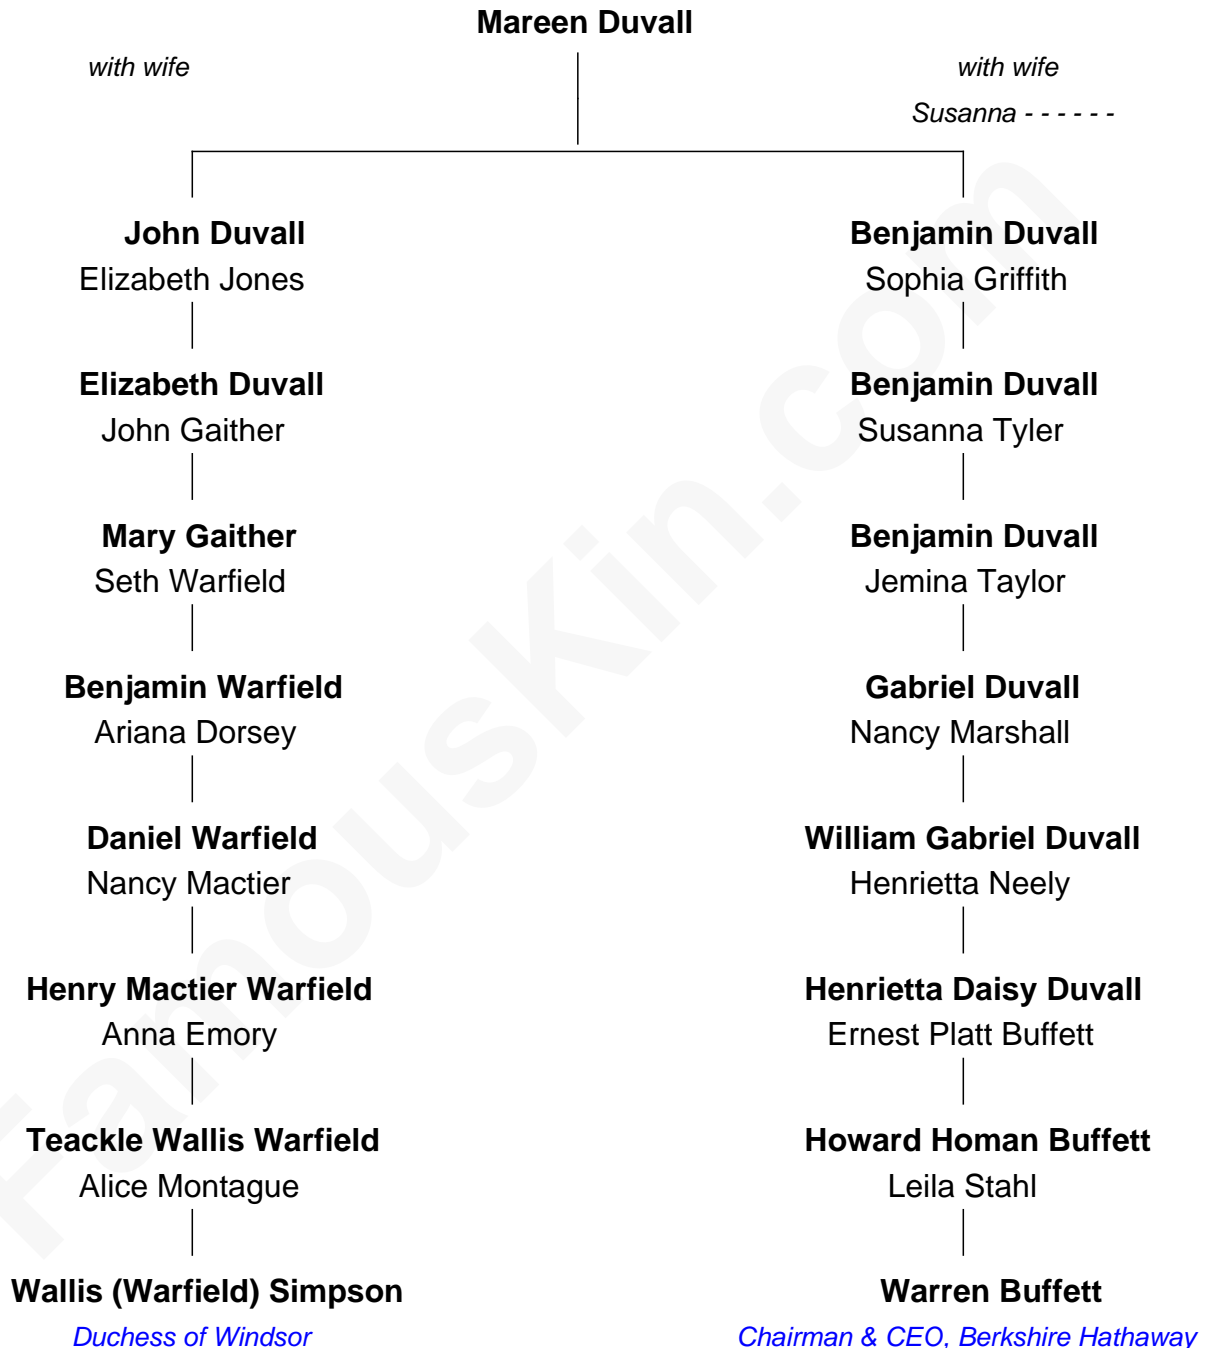 Mareen Duvall
with wife
with wife
Susanna - - - - - -
John Duvall
Elizabeth Jones
Benjamin Duvall
Sophia Griffith
Elizabeth Duvall
John Gaither
Benjamin Duvall
Susanna Tyler
Mary Gaither
Seth Warfield
Benjamin Duvall
Jemina Taylor
Benjamin Warfield
Ariana Dorsey
Gabriel Duvall
Nancy Marshall
Daniel Warfield
Nancy Mactier
William Gabriel Duvall
Henrietta Neely
Henry Mactier Warfield
Anna Emory
Henrietta Daisy Duvall
Ernest Platt Buffett
Teackle Wallis Warfield
Alice Montague
Howard Homan Buffett
Leila Stahl
Wallis (Warfield) Simpson
Duchess of Windsor
Warren Buffett
Chairman & CEO, Berkshire Hathaway
FamousKin.com